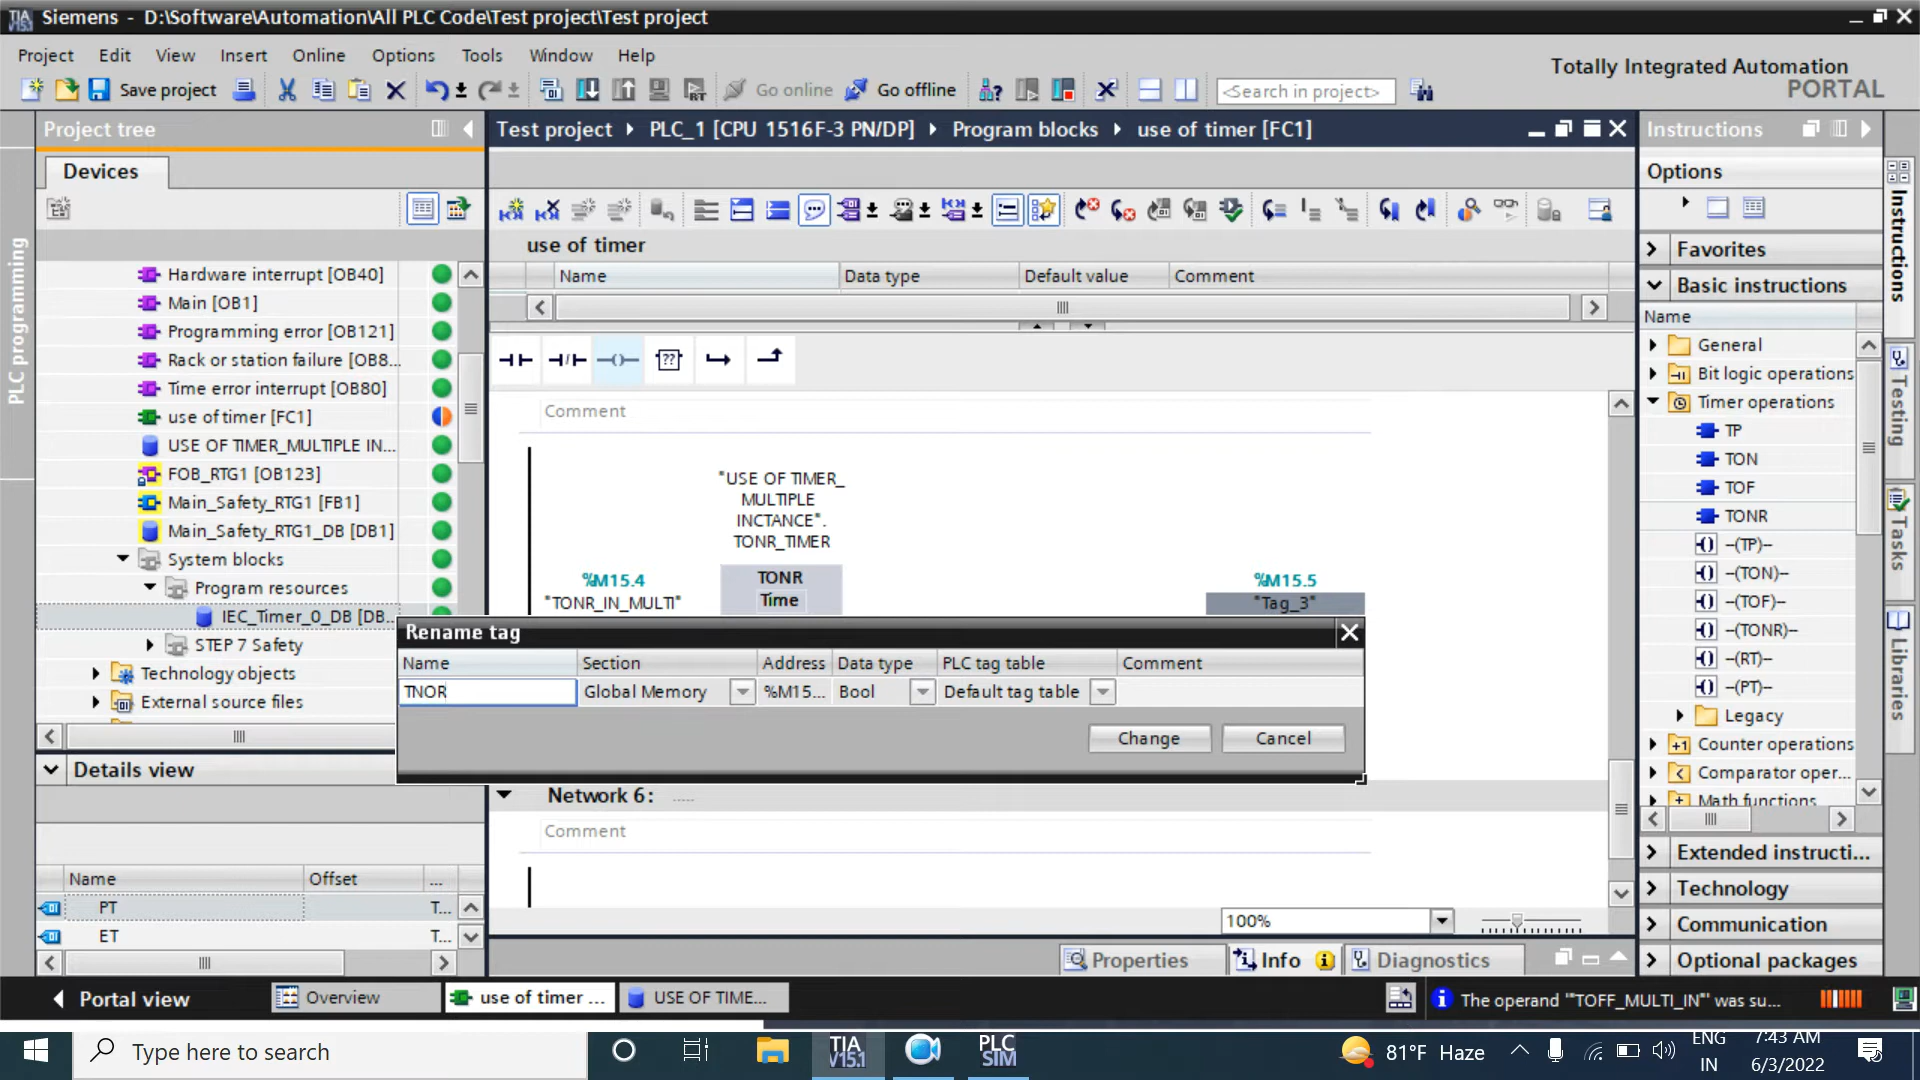 TIA
V15.1
Siemens - D:\Software\Automation\All PLC Code\Test project\Test project
Project Edit View Insert Online Options Tools Window Help
Totally Integrated Automation
PORTAL
Save project
RT
Go online
Go offline
<Search in project>
Project tree
Test project PLC_1 [CPU 1516F-3 PN/DP] Program blocks use of timer [FC1]
Instructions
Devices
Options
PLC programming
Instructions
Testing
Tasks
Libraries
use of timer
Name Data type Default value Comment
Hardware interrupt [OB40]
Main [OB1]
Programming error [OB121]
Rack or station failure [OB8...
Time error interrupt [OB80]
use of timer [FC1]
USE OF TIMER_MULTIPLE IN...
FOB_RTG1 [OB123]
Main_Safety_RTG1 [FB1]
Main_Safety_RTG1_DB [DB1]
System blocks
Program resources
IEC_Timer_0_DB [DB...
STEP 7 Safety
Technology objects
External source files
??
Comment
"USE OF TIMER_
MULTIPLE
INCTANCE".
TONR_TIMER
%M15.4
"TONR_IN_MULTI"
TONR
Time
%M15.5
"Tag_3"
Rename tag
Name Section Address Data type PLC tag table Comment
TNOR Global Memory %M15... Bool Default tag table
Change Cancel
Network 6: .....
Comment
100%
Favorites
Basic instructions
Name
General
Bit logic operations
Timer operations
TP
TON
TOF
TONR
-(TP)-
-(TON)-
-(TOF)-
-(TONR)-
-(RT)-
-(PT)-
Legacy
Counter operations
Comparator oper...
Math functions
Extended instructi...
Technology
Communication
Optional packages
Details view
Name Offset ...
PT T...
ET T...
Properties Info Diagnostics
Portal view
Overview
use of timer ...
USE OF TIME...
The operand '"TOFF_MULTI_IN"' was su...
Type here to search
TIA
V15.1
PLC
SIM
81°F Haze
ENG
IN
7:43 AM
6/3/2022